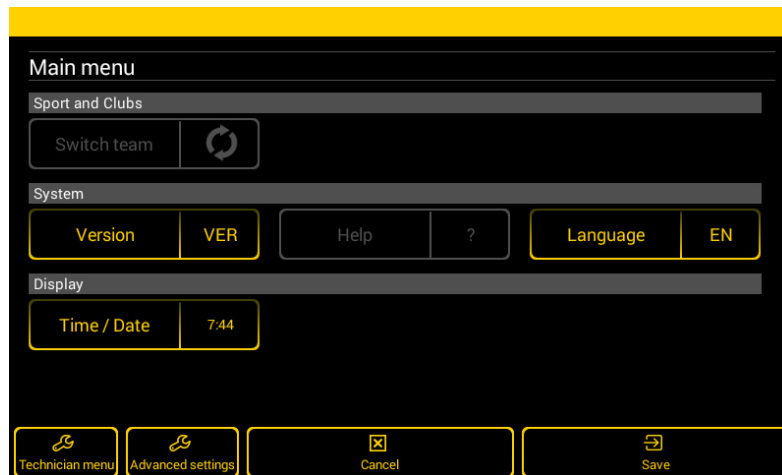 Main menu
Sport and Clubs
Switch team
System
Version VER Help ? Language EN
Display
Time / Date 7:44
Technician menu Advanced settings Cancel Save